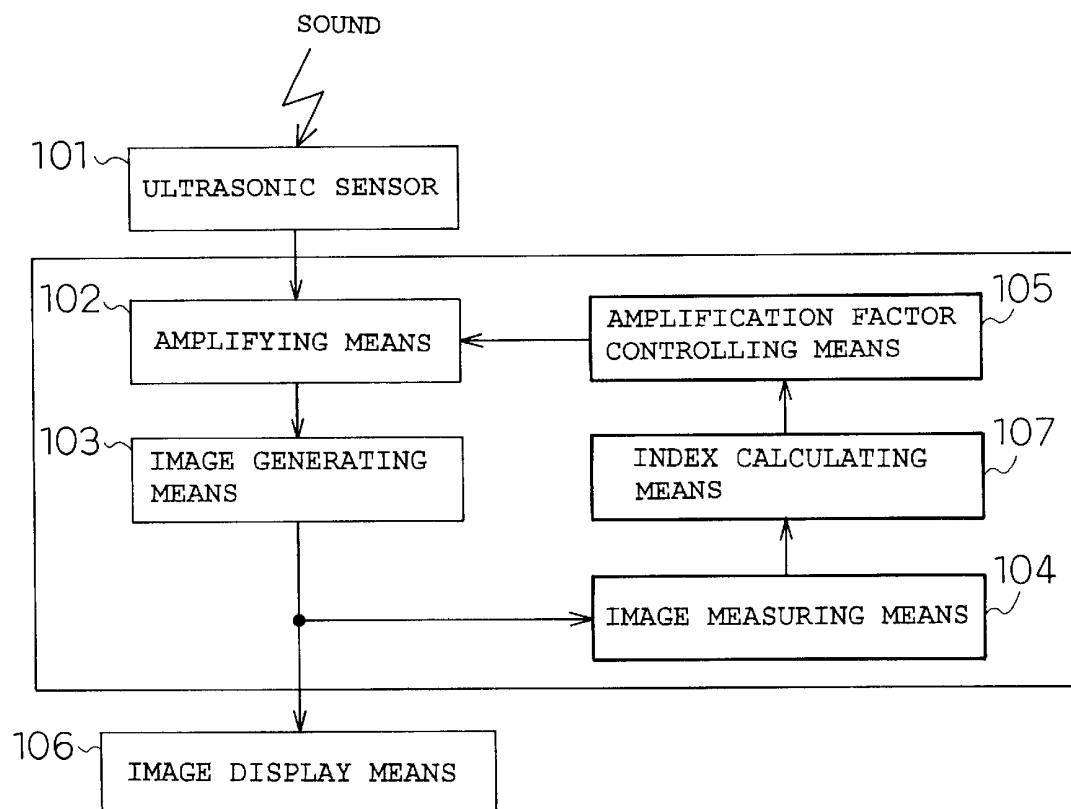 SOUND
101
ULTRASONIC SENSOR
102
AMPLIFYING MEANS
105
AMPLIFICATION FACTOR
CONTROLLING MEANS
103
IMAGE GENERATING
MEANS
107
INDEX CALCULATING
MEANS
104
IMAGE MEASURING MEANS
106
IMAGE DISPLAY MEANS